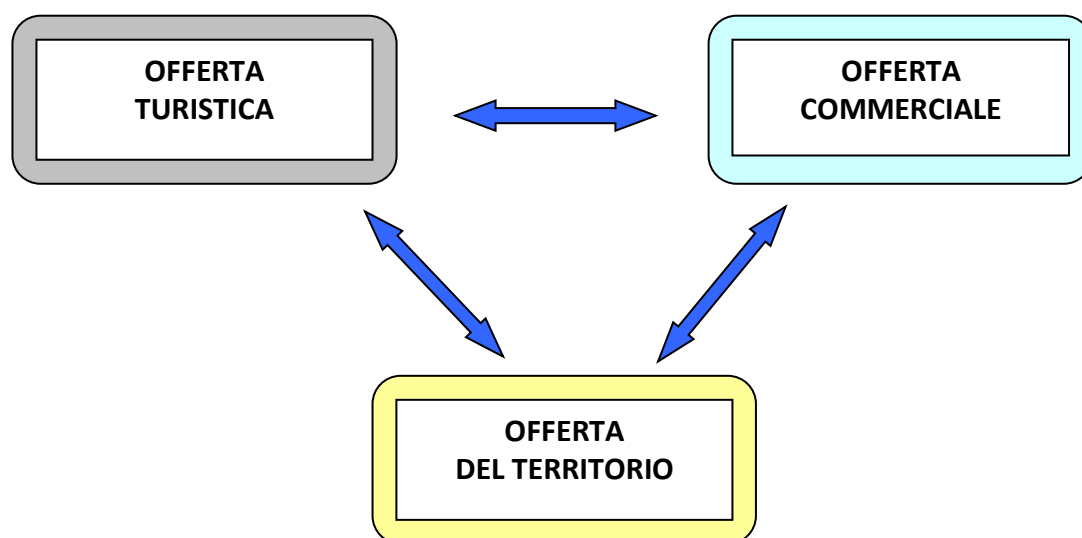 OFFERTA
TURISTICA
OFFERTA
COMMERCIALE
OFFERTA
DEL TERRITORIO